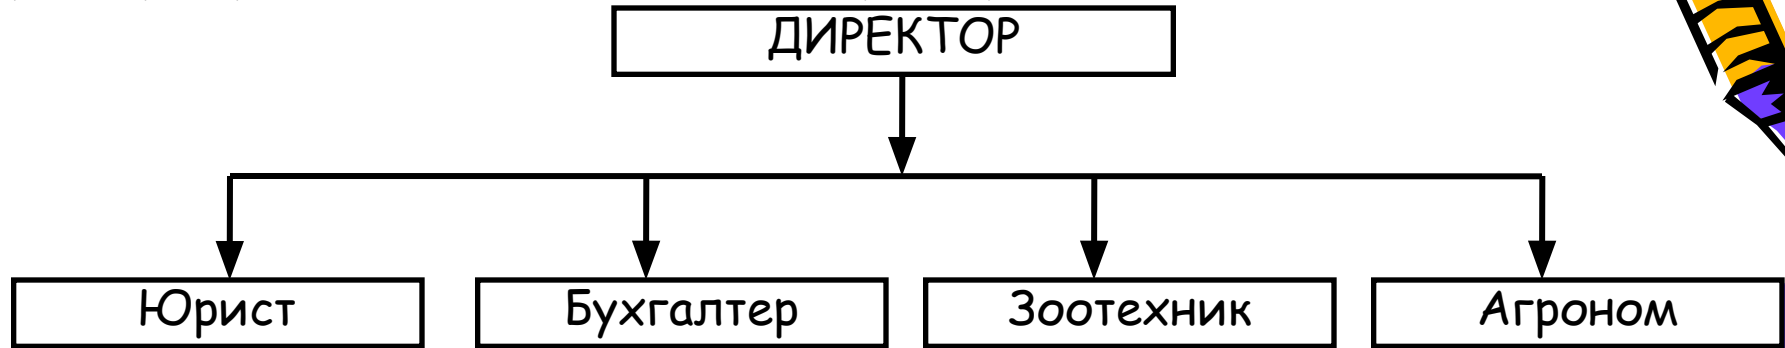 ДИРЕКТОР
Юрист
Бухгалтер
Зоотехник
Агроном